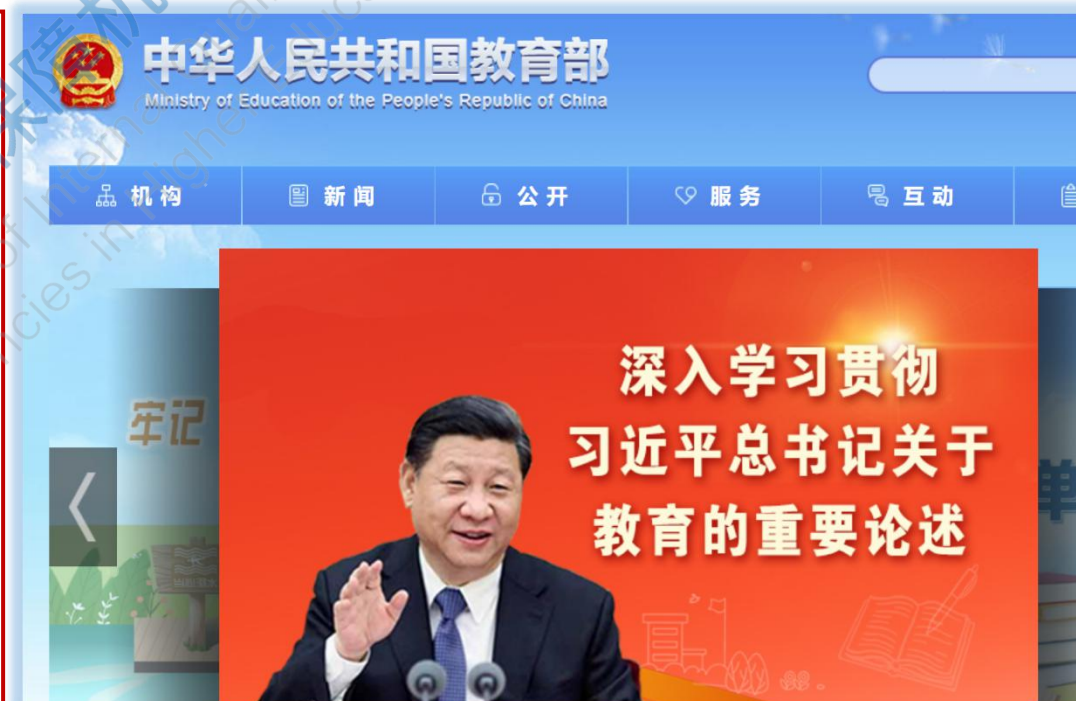 中华人民共和国教育部
Ministry of Education of the People's Republic of China
机构
新闻
公开
服务
互动
深入学习贯彻
习近平总书记关于
教育的重要论述
牢记